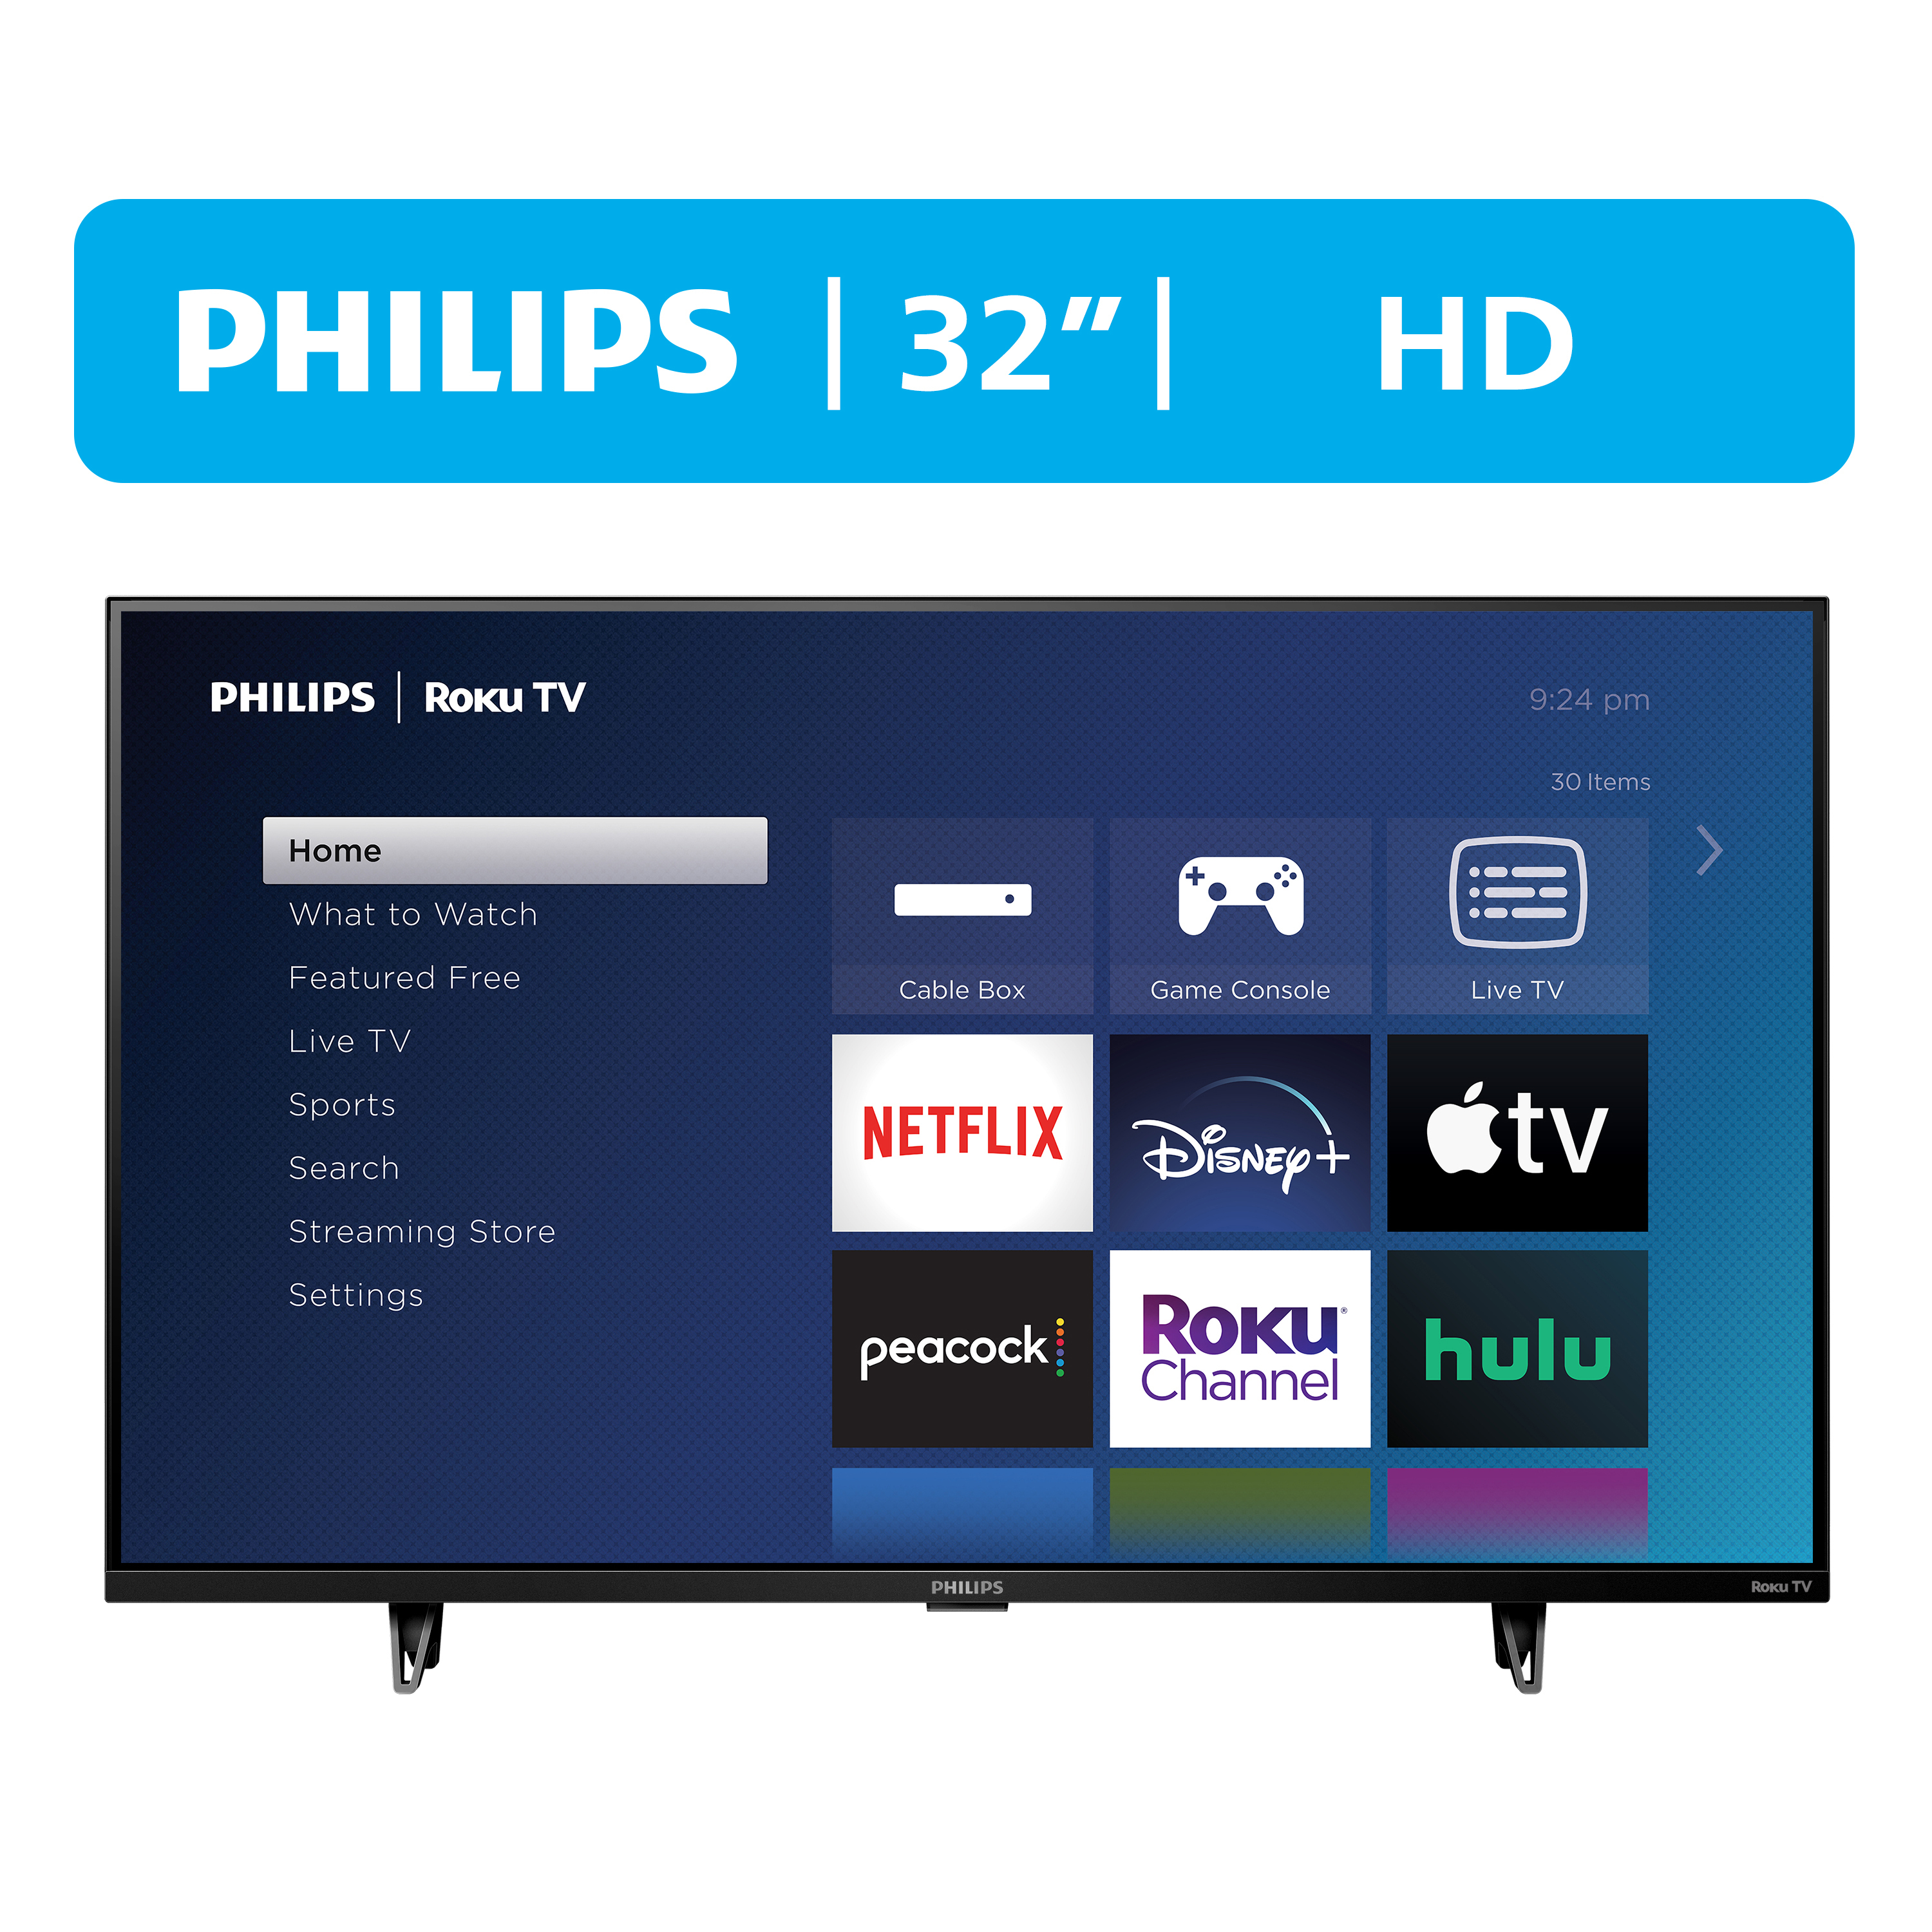 PHILIPS | 32" | HD
PHILIPS | Roku TV
9:24 pm
30 Items
Home
What to Watch
Featured Free
Live TV
Sports
Search
Streaming Store
Settings
Cable Box
Game Console
Live TV
NETFLIX
Disney+
tv
peacock
Roku®
Channel
hulu
PHILIPS
Roku TV